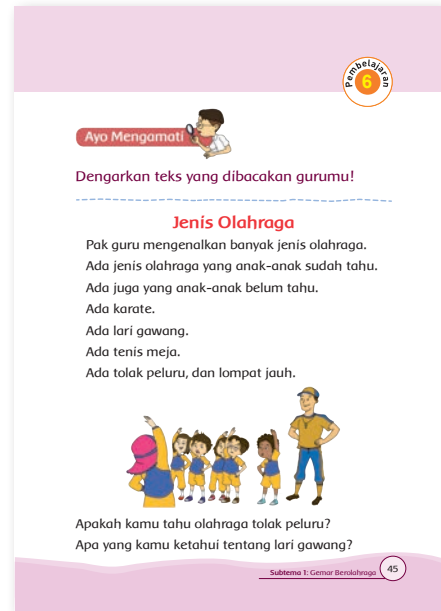 Pembelajaran
6
Ayo Mengamati
Dengarkan teks yang dibacakan gurumu!
Jenis Olahraga
Pak guru mengenalkan banyak jenis olahraga.
Ada jenis olahraga yang anak-anak sudah tahu.
Ada juga yang anak-anak belum tahu.
Ada karate.
Ada lari gawang.
Ada tenis meja.
Ada tolak peluru, dan lompat jauh.
Apakah kamu tahu olahraga tolak peluru?
Apa yang kamu ketahui tentang lari gawang?
Subtema 1: Gemar Berolahraga 45